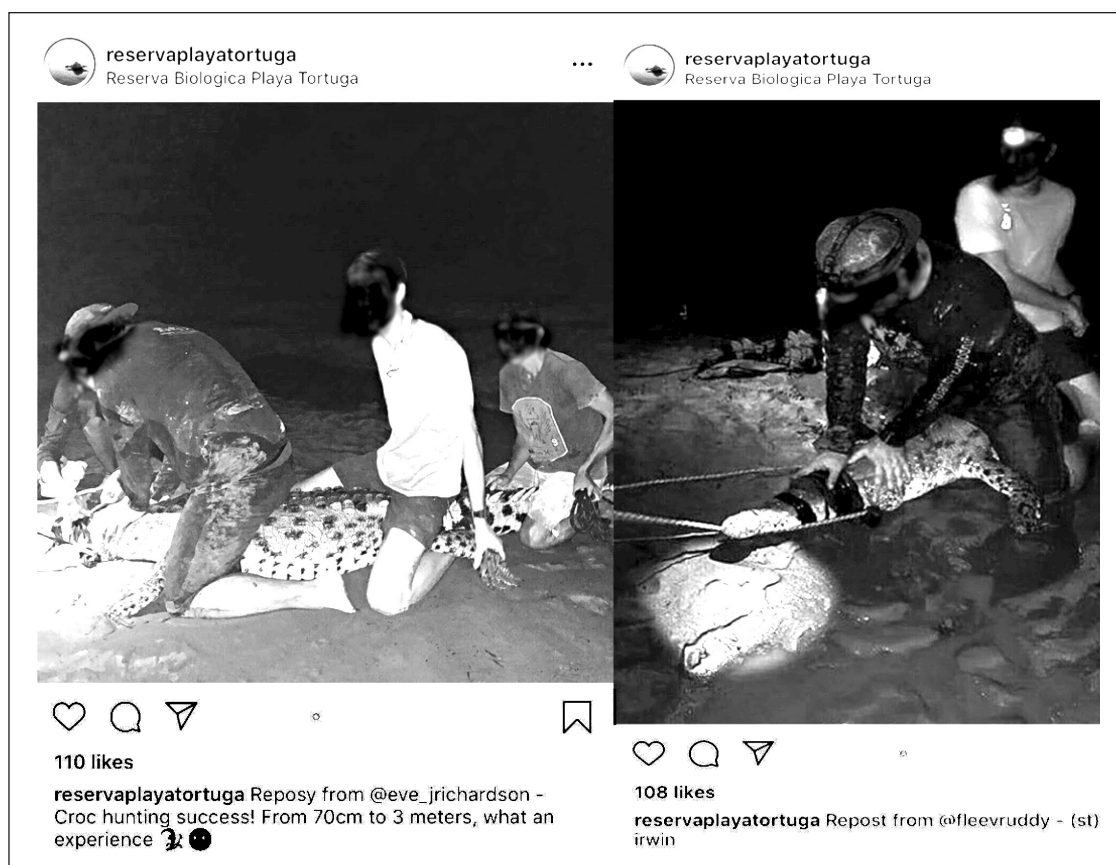 reservaplayatortuga
Reserva Biologica Playa Tortuga
110 likes
reservaplayatortuga Reposy from @eve_jrichardson -
Croc hunting success! From 70cm to 3 meters, what an
experience
reservaplayatortuga
Reserva Biologica Playa Tortuga
108 likes
reservaplayatortuga Repost from @fleevruddy - (st)
irwin